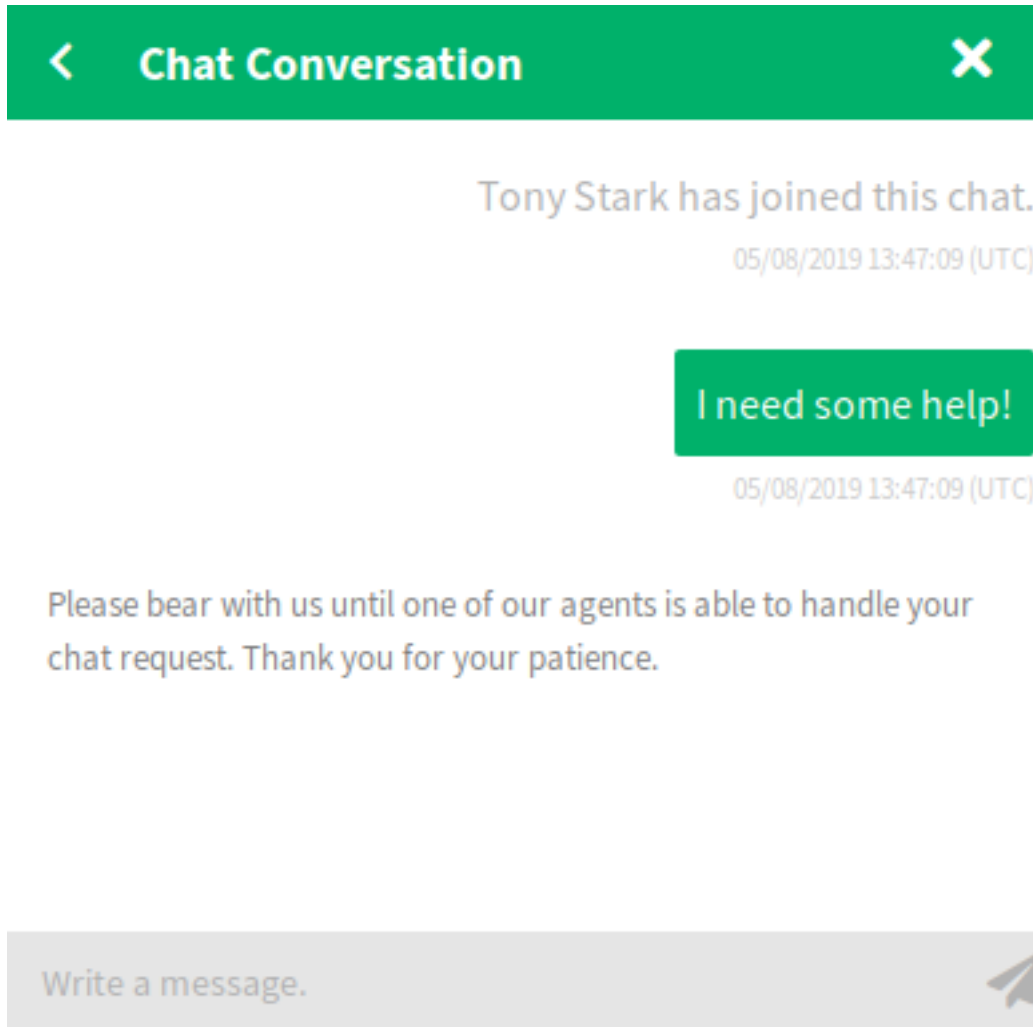 Chat Conversation
Tony Stark has joined this chat.
05/08/2019 13:47:09 (UTC)
I need some help!
05/08/2019 13:47:09 (UTC)
Please bear with us until one of our agents is able to handle your
chat request. Thank you for your patience.
Write a message.